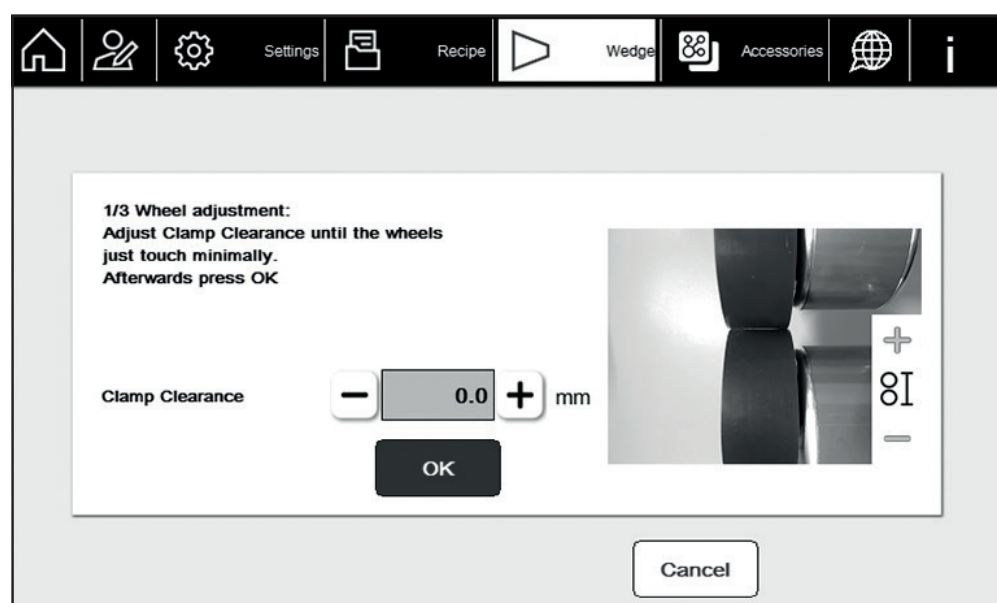 Settings
Recipe
Wedge
Accessories
i
1/3 Wheel adjustment:
Adjust Clamp Clearance until the wheels
just touch minimally.
Afterwards press OK
Clamp Clearance
0.0
mm
OK
Cancel